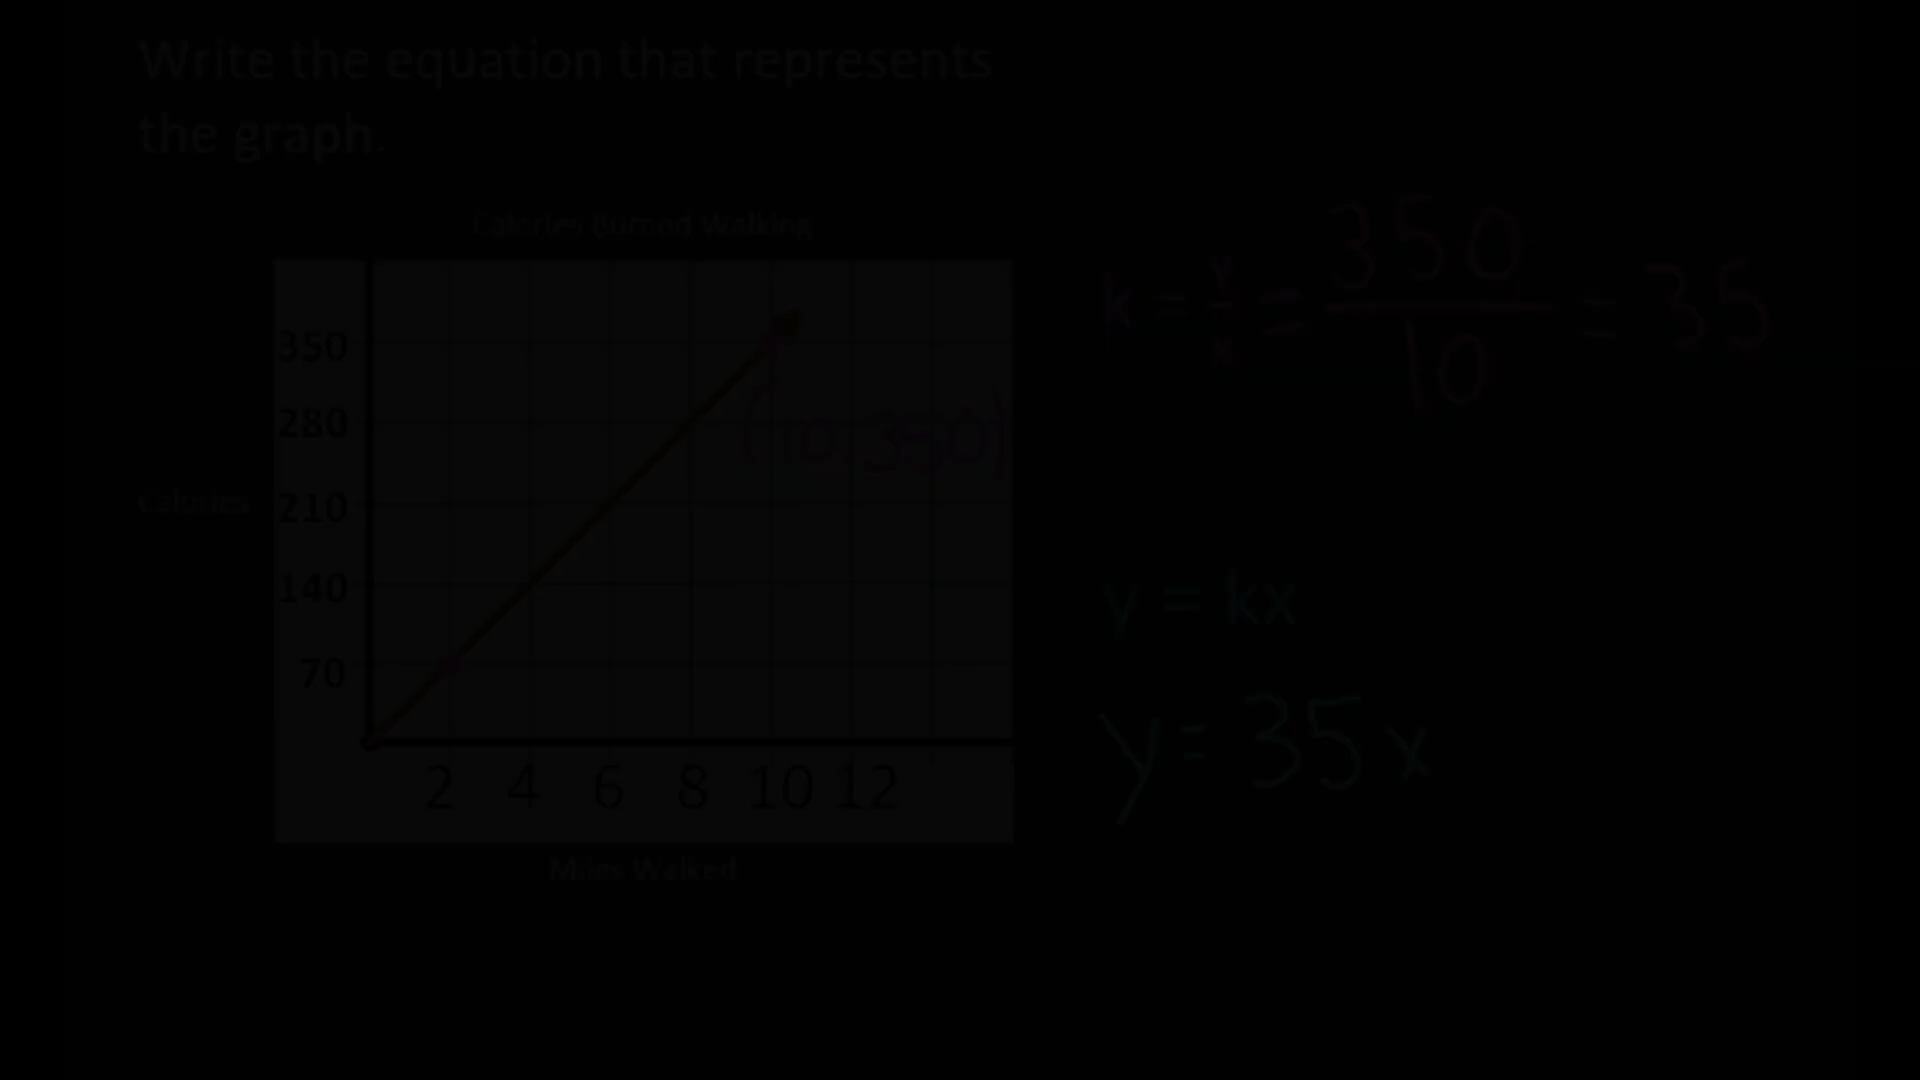 Write the equation that represents
the graph.
Calories Burned Walking
350
280
210
140
70
Calories
(10, 350)
2 4 6 8 10 12
Miles Walked
k = y/x = 350/10 = 35
y = kx
y = 35x